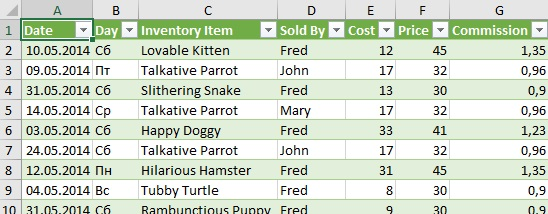 A B C D E F G
1 Date Day Inventory Item Sold By Cost Price Commission
2 10.05.2014 Сб Lovable Kitten Fred 12 45 1,35
3 09.05.2014 Пт Talkative Parrot John 17 32 0,96
4 31.05.2014 Сб Slithering Snake Fred 13 30 0,9
5 14.05.2014 Ср Talkative Parrot Mary 17 32 0,96
6 03.05.2014 Сб Happy Doggy Fred 33 41 1,23
7 24.05.2014 Сб Talkative Parrot John 17 32 0,96
8 12.05.2014 Пн Hilarious Hamster Fred 31 45 1,35
9 04.05.2014 Вс Tubby Turtle Fred 8 30 0,9
10 31.05.2014 Сб Rambunctious Puppy Fred 9 30 0,9